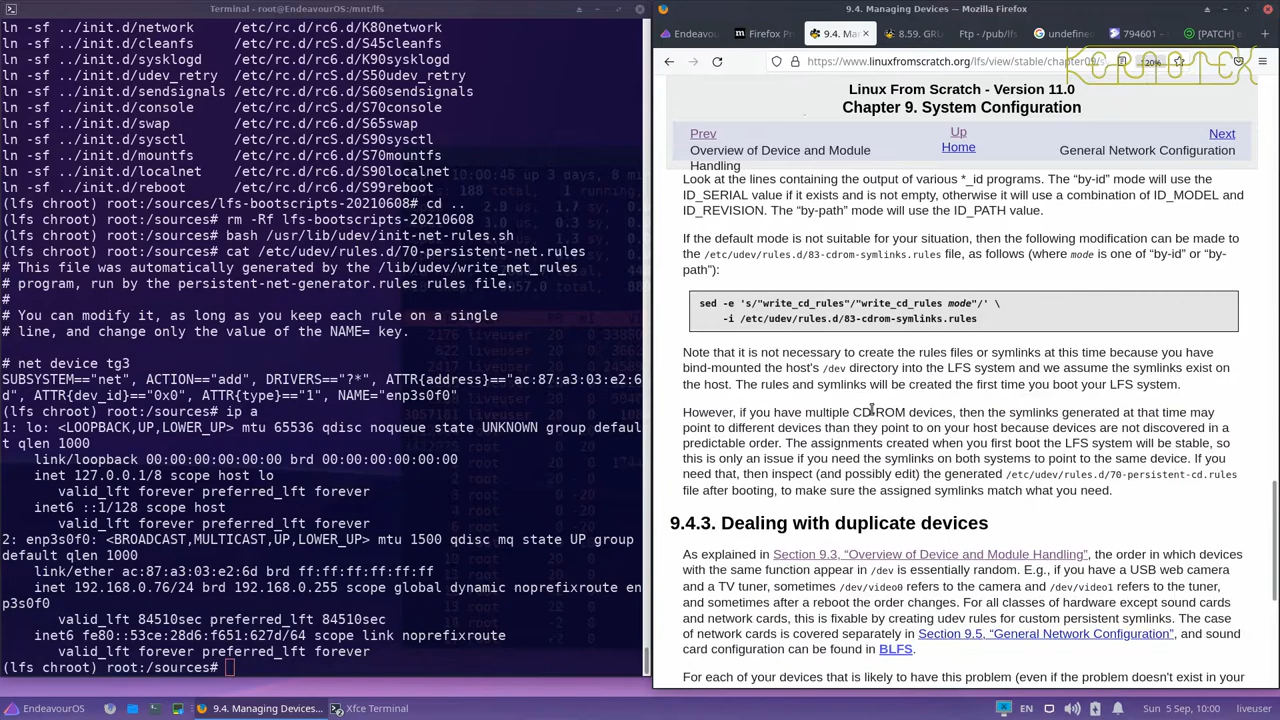 Terminal - root@EndeavourOS:/mnt/lfs
ln -sf ../init.d/network /etc/rc.d/rc6.d/K80network
ln -sf ../init.d/cleanfs /etc/rc.d/rc6.d/S45cleanfs
ln -sf ../init.d/sysklogd /etc/rc.d/rc6.d/K90sysklogd
ln -sf ../init.d/udev_retry /etc/rc.d/rc6.d/S50udev_retry
ln -sf ../init.d/sendsignals /etc/rc.d/rc6.d/S60sendsignals
ln -sf ../init.d/console /etc/rc.d/rc6.d/S70console
ln -sf ../init.d/swap /etc/rc.d/rc6.d/S65swap
ln -sf ../init.d/sysctl /etc/rc.d/rc6.d/S90sysctl
ln -sf ../init.d/mountfs /etc/rc.d/rc6.d/S70mountfs
ln -sf ../init.d/localnet /etc/rc.d/rc6.d/S90localnet
ln -sf ../init.d/reboot /etc/rc.d/rc6.d/S99reboot
(lfs chroot) root:/sources/lfs-bootscripts-20210608# cd ..
(lfs chroot) root:/sources# rm -Rf lfs-bootscripts-20210608
(lfs chroot) root:/sources# bash /usr/lib/udev/init-net-rules.sh
(lfs chroot) root:/sources# cat /etc/udev/rules.d/70-persistent-net.rules
# This file was automatically generated by the /lib/udev/write_net_rules
# program, run by the persistent-net-generator.rules rules file.
#
# You can modify it, as long as you keep each rule on a single
# line, and change only the value of the NAME= key.
# net device tg3
SUBSYSTEM=="net", ACTION=="add", DRIVERS=="?*", ATTR{address}=="ac:87:a3:03:e2:6
d", ATTR{dev_id}=="0x0", ATTR{type}=="1", NAME="enp3s0f0"
(lfs chroot) root:/sources# ip a
1: lo: <LOOPBACK,UP,LOWER_UP> mtu 65536 qdisc noqueue state UNKNOWN group defaul
t qlen 1000
link/loopback 00:00:00:00:00:00 brd 00:00:00:00:00:00
inet 127.0.0.1/8 scope host lo
valid_lft forever preferred_lft forever
inet6 ::1/128 scope host
valid_lft forever preferred_lft forever
2: enp3s0f0: <BROADCAST,MULTICAST,UP,LOWER_UP> mtu 1500 qdisc mq state UP group
default qlen 1000
link/ether ac:87:a3:03:e2:6d brd ff:ff:ff:ff:ff:ff
inet 192.168.0.76/24 brd 192.168.0.255 scope global dynamic noprefixroute en
p3s0f0
valid_lft 84510sec preferred_lft 84510sec
inet6 fe80::53ce:28d6:f651:627d/64 scope link noprefixroute
valid_lft forever preferred_lft forever
(lfs chroot) root:/sources#
9.4. Managing Devices — Mozilla Firefox
Endeavour
Firefox Pr
9.4. Ma
8.59. GRU
Ftp - /pub/lfs
undefined
794601 -
[PATCH] e
https://www.linuxfromscratch.org/lfs/view/stable/chapter09/s
120%
Linux From Scratch - Version 11.0
Chapter 9. System Configuration
Prev
Up
Next
Overview of Device and Module Handling
Home
General Network Configuration
Look at the lines containing the output of various *_id programs. The “by-id” mode will use the
ID_SERIAL value if it exists and is not empty, otherwise it will use a combination of ID_MODEL and
ID_REVISION. The “by-path” mode will use the ID_PATH value.
If the default mode is not suitable for your situation, then the following modification can be made to
the /etc/udev/rules.d/83-cdrom-symlinks.rules file, as follows (where mode is one of “by-id” or “by-
path”):
sed -e 's/"write_cd_rules"/"write_cd_rules mode"/' \
-i /etc/udev/rules.d/83-cdrom-symlinks.rules
Note that it is not necessary to create the rules files or symlinks at this time because you have
bind-mounted the host's /dev directory into the LFS system and we assume the symlinks exist on
the host. The rules and symlinks will be created the first time you boot your LFS system.
However, if you have multiple CD-ROM devices, then the symlinks generated at that time may
point to different devices than they point to on your host because devices are not discovered in a
predictable order. The assignments created when you first boot the LFS system will be stable, so
this is only an issue if you need the symlinks on both systems to point to the same device. If you
need that, then inspect (and possibly edit) the generated /etc/udev/rules.d/70-persistent-cd.rules
file after booting, to make sure the assigned symlinks match what you need.
9.4.3. Dealing with duplicate devices
As explained in Section 9.3, “Overview of Device and Module Handling”, the order in which devices
with the same function appear in /dev is essentially random. E.g., if you have a USB web camera
and a TV tuner, sometimes /dev/video0 refers to the camera and /dev/video1 refers to the tuner,
and sometimes after a reboot the order changes. For all classes of hardware except sound cards
and network cards, this is fixable by creating udev rules for custom persistent symlinks. The case
of network cards is covered separately in Section 9.5, “General Network Configuration”, and sound
card configuration can be found in BLFS.
For each of your devices that is likely to have this problem (even if the problem doesn't exist in your
EndeavourOS
9.4. Managing Devices...
Xfce Terminal
EN
Sun 5 Sep, 10:00
liveuser